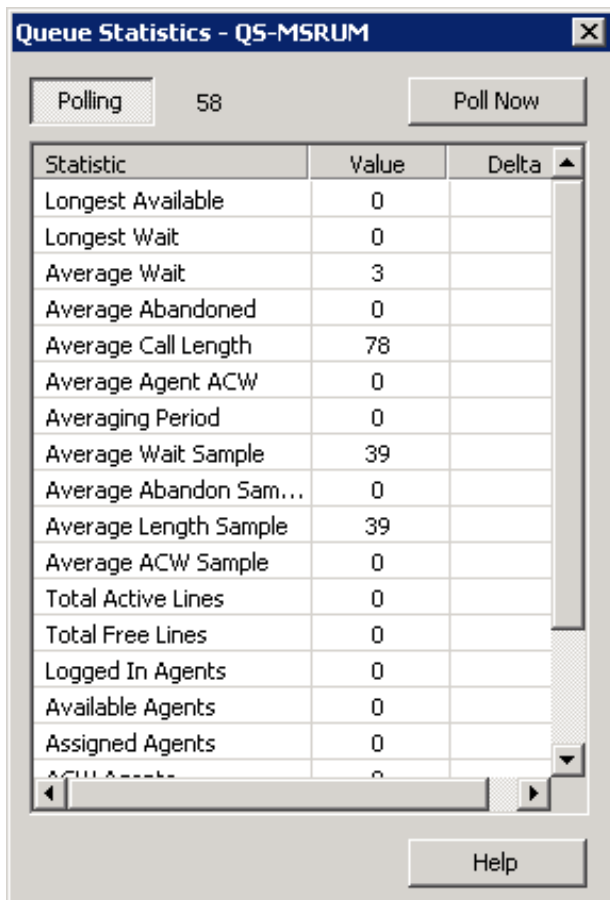 Queue Statistics - QS-MSRUM
Polling 58 Poll Now
Statistic Value Delta
Longest Available 0
Longest Wait 0
Average Wait 3
Average Abandoned 0
Average Call Length 78
Average Agent ACW 0
Averaging Period 0
Average Wait Sample 39
Average Abandon Sam... 0
Average Length Sample 39
Average ACW Sample 0
Total Active Lines 0
Total Free Lines 0
Logged In Agents 0
Available Agents 0
Assigned Agents 0
ACW Agents 0
Help